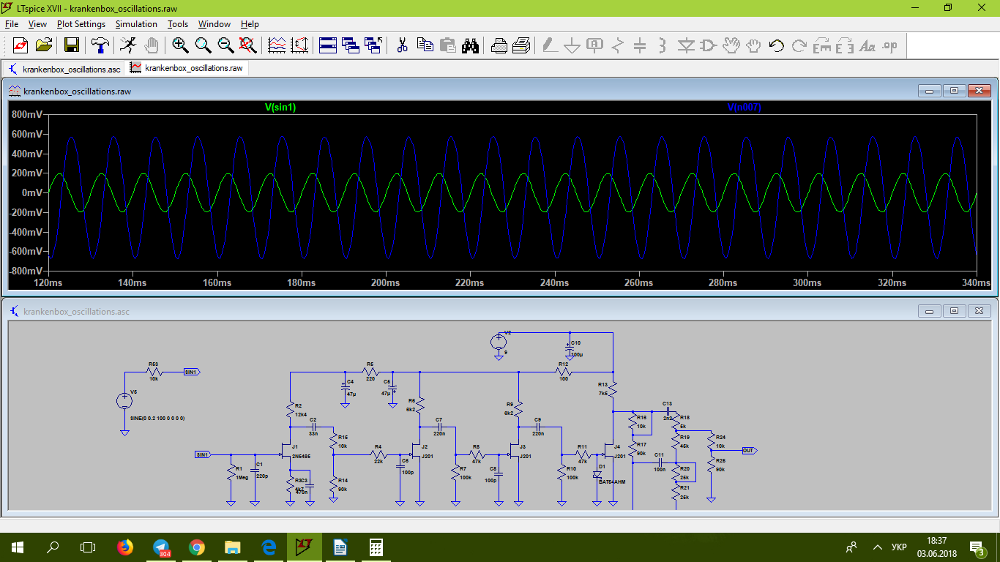 LTspice XVII - krankenbox_oscillations.raw
File View Plot Settings Simulation Tools Window Help
krankenbox_oscillations.asc krankenbox_oscillations.raw
krankenbox_oscillations.raw
V(sin1) V(n007)
800mV
600mV
400mV
200mV
0mV
-200mV
-400mV
-600mV
-800mV
120ms 140ms 160ms 180ms 200ms 220ms 240ms 260ms 280ms 300ms 320ms 340ms
krankenbox_oscillations.asc
V2
9
C10
100µ
R53
10k
SIN1
V5
SINE(0 0.2 100 0 0 0 0)
R5
220
R12
100
C4
47µ
C5
47µ
R13
7k5
R2
12k4
R6
6k2
R9
6k2
C2
33n
C7
220n
C9
220n
C13
2n2
R16
10k
R18
5k
R15
10k
R17
90k
R19
45k
R24
10k
OUT
J1
2N5485
R4
22k
J2
J201
R8
47k
J3
J201
R11
47k
J4
J201
SIN1
R1
1Meg
C1
220p
R3
4k7
C3
470n
R14
90k
C6
100p
R7
100k
C8
100p
R10
100k
D1
BAT54AHM
C11
100n
R20
25k
R21
25k
R25
90k
304
УКР
18:37
03.06.2018
3